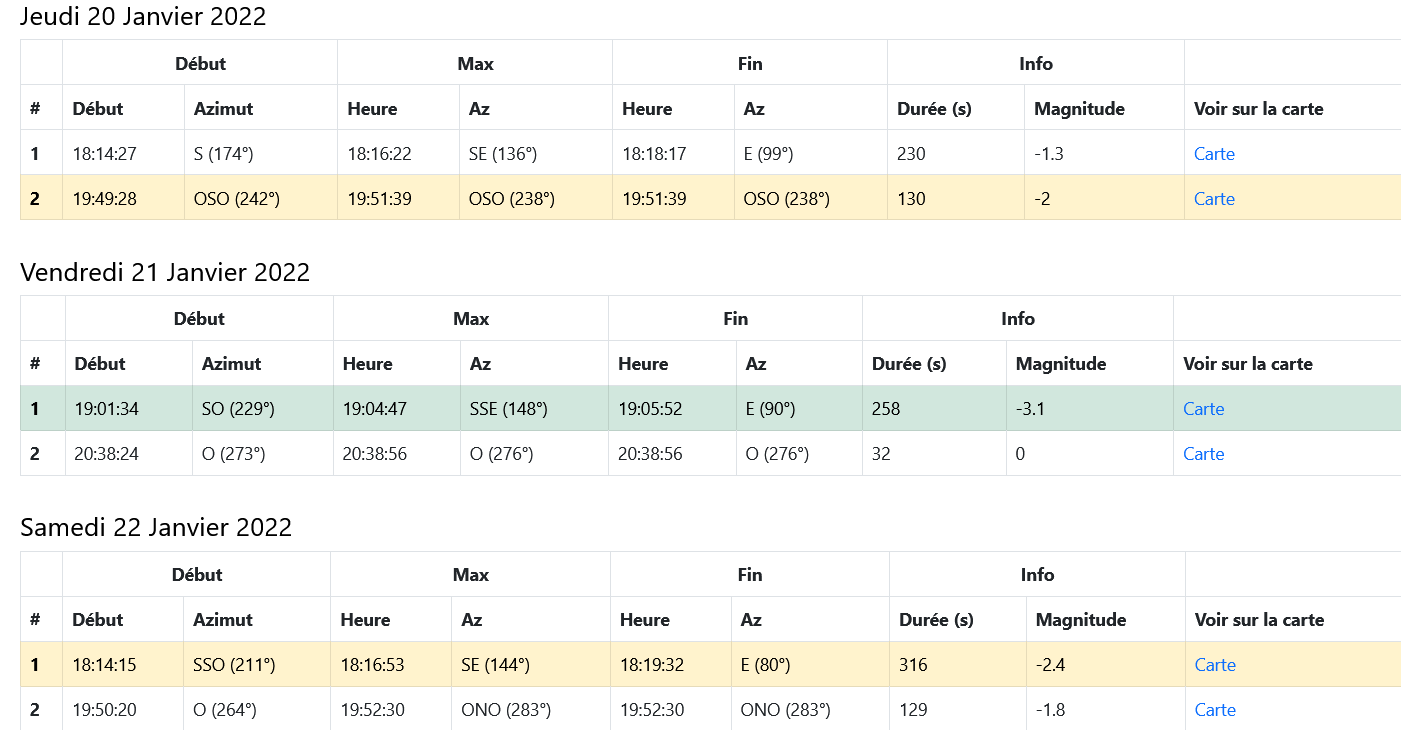 Jeudi 20 Janvier 2022
Début Max Fin Info
# Début Azimut Heure Az Heure Az Durée (s) Magnitude Voir sur la carte
1 18:14:27 S (174°) 18:16:22 SE (136°) 18:18:17 E (99°) 230 -1.3 Carte
2 19:49:28 OSO (242°) 19:51:39 OSO (238°) 19:51:39 OSO (238°) 130 -2 Carte
Vendredi 21 Janvier 2022
Début Max Fin Info
# Début Azimut Heure Az Heure Az Durée (s) Magnitude Voir sur la carte
1 19:01:34 SO (229°) 19:04:47 SSE (148°) 19:05:52 E (90°) 258 -3.1 Carte
2 20:38:24 O (273°) 20:38:56 O (276°) 20:38:56 O (276°) 32 0 Carte
Samedi 22 Janvier 2022
Début Max Fin Info
# Début Azimut Heure Az Heure Az Durée (s) Magnitude Voir sur la carte
1 18:14:15 SSO (211°) 18:16:53 SE (144°) 18:19:32 E (80°) 316 -2.4 Carte
2 19:50:20 O (264°) 19:52:30 ONO (283°) 19:52:30 ONO (283°) 129 -1.8 Carte